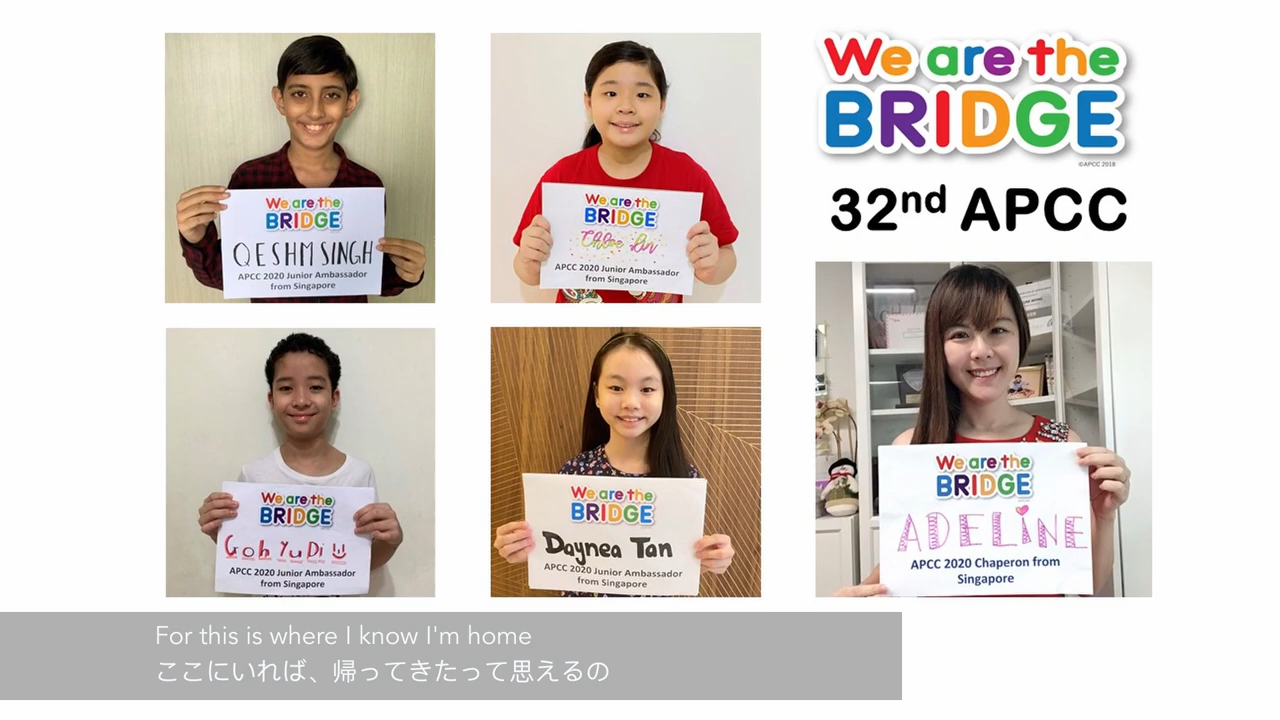 We are the
BRIDGE
©APCC 2018
32nd APCC
We are the
BRIDGE
QESHM SINGH
APCC 2020 Junior Ambassador
from Singapore
We are the
BRIDGE
Chloe Lin
APCC 2020 Junior Ambassador
from Singapore
We are the
BRIDGE
Goh Yu Di
APCC 2020 Junior Ambassador
from Singapore
We are the
BRIDGE
Daynea Tan
APCC 2020 Junior Ambassador
from Singapore
We are the
BRIDGE
ADELINE
APCC 2020 Chaperon from
Singapore
For this is where I know I'm home
ここにいれば、帰ってきたって思えるの